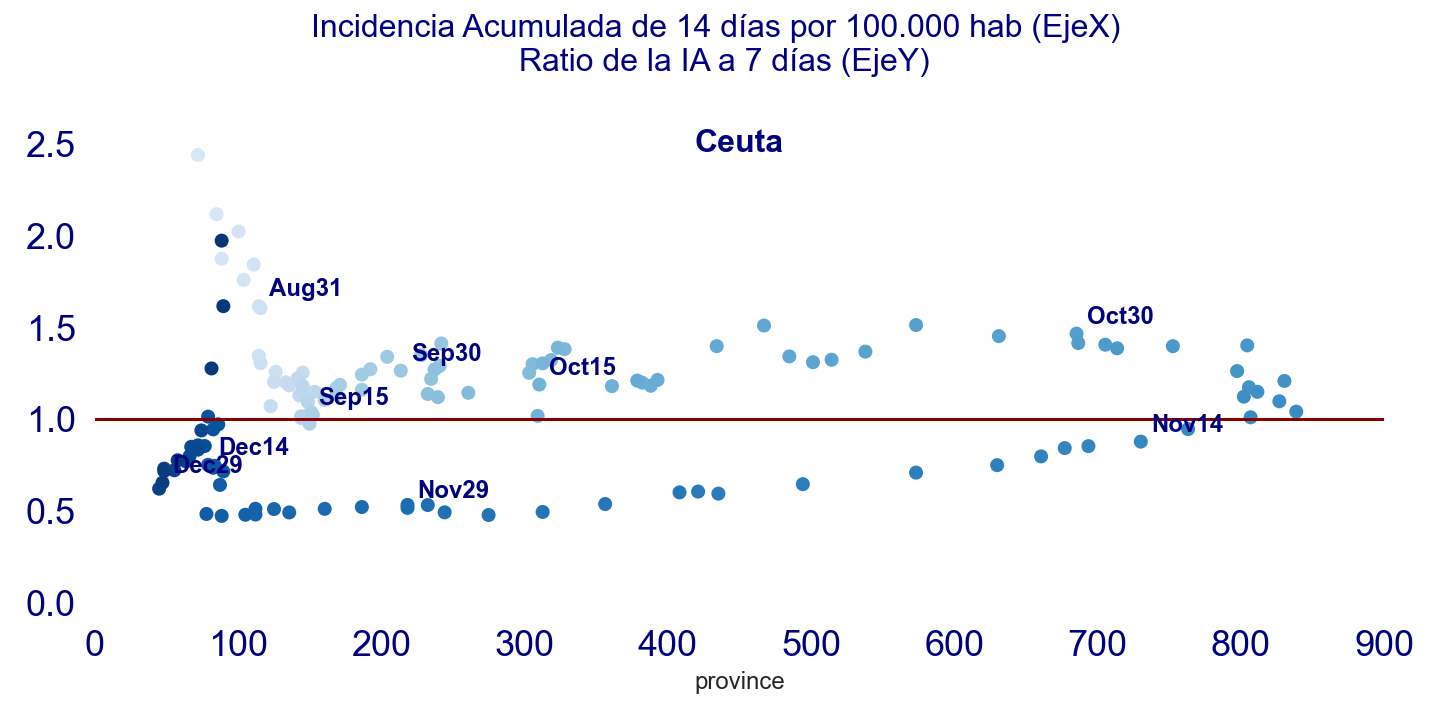 Incidencia Acumulada de 14 días por 100.000 hab (EjeX)
Ratio de la IA a 7 días (EjeY)
Ceuta
2.5
2.0
1.5
1.0
0.5
0.0
Aug31
Sep15
Sep30
Oct15
Oct30
Nov14
Nov29
Dec14
Dec29
0 100 200 300 400 500 600 700 800 900
province